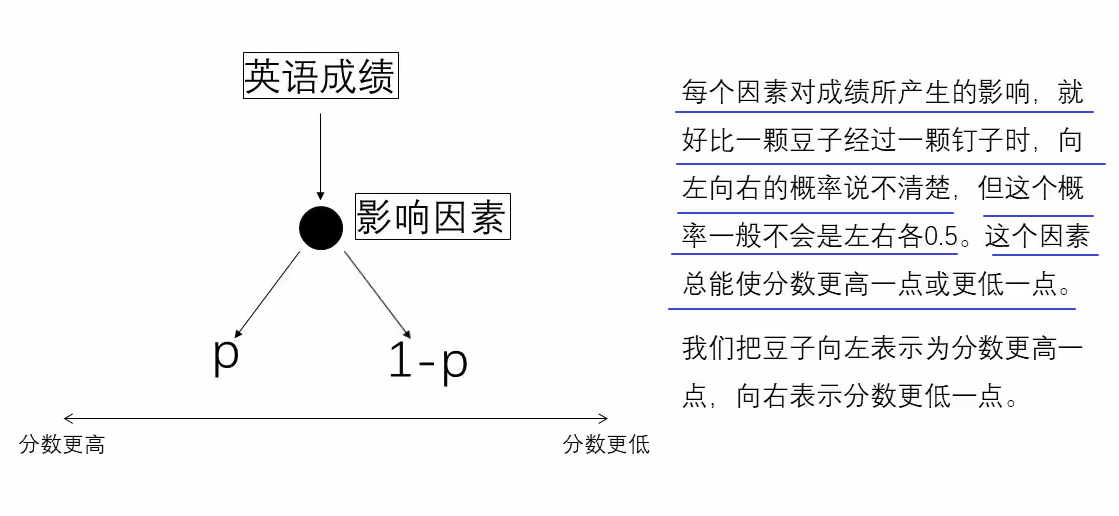 英语成绩
影响因素
p
1-p
分数更高
分数更低
每个因素对成绩所产生的影响，就
好比一颗豆子经过一颗钉子时，向
左向右的概率说不清楚，但这个概
率一般不会是左右各0.5。这个因素
总能使分数更高一点或更低一点。
我们把豆子向左表示为分数更高一
点，向右表示分数更低一点。